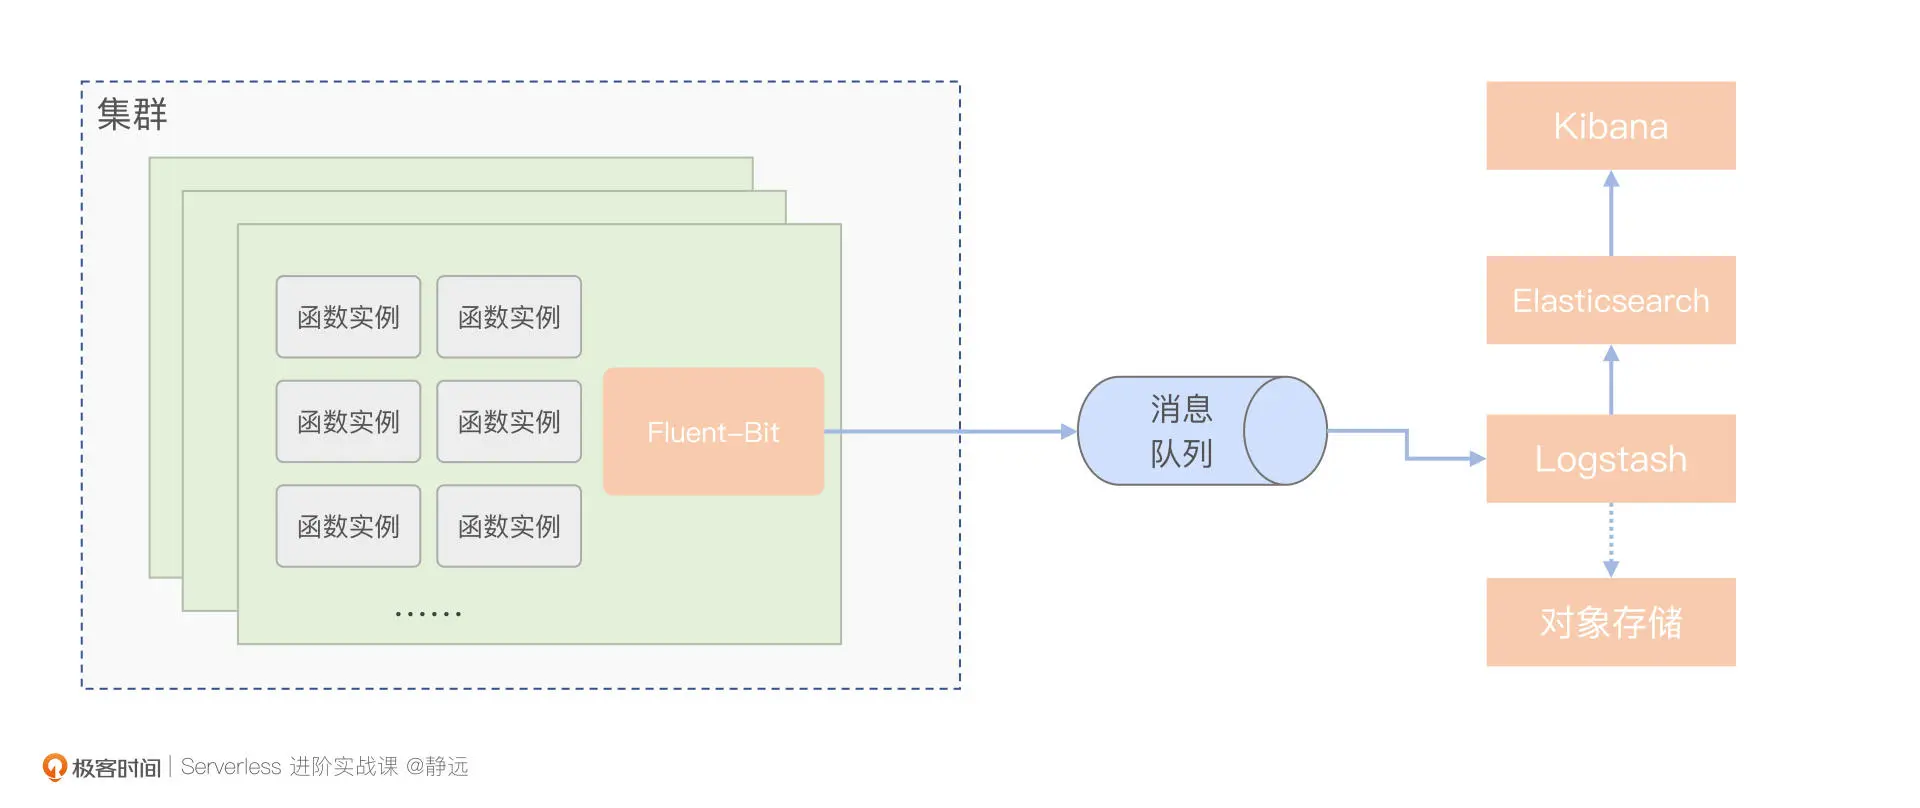 集群
函数实例
函数实例
函数实例
函数实例
函数实例
函数实例
......
Fluent-Bit
消息
队列
Kibana
Elasticsearch
Logstash
对象存储
极客时间 | Serverless 进阶实战课 @静远